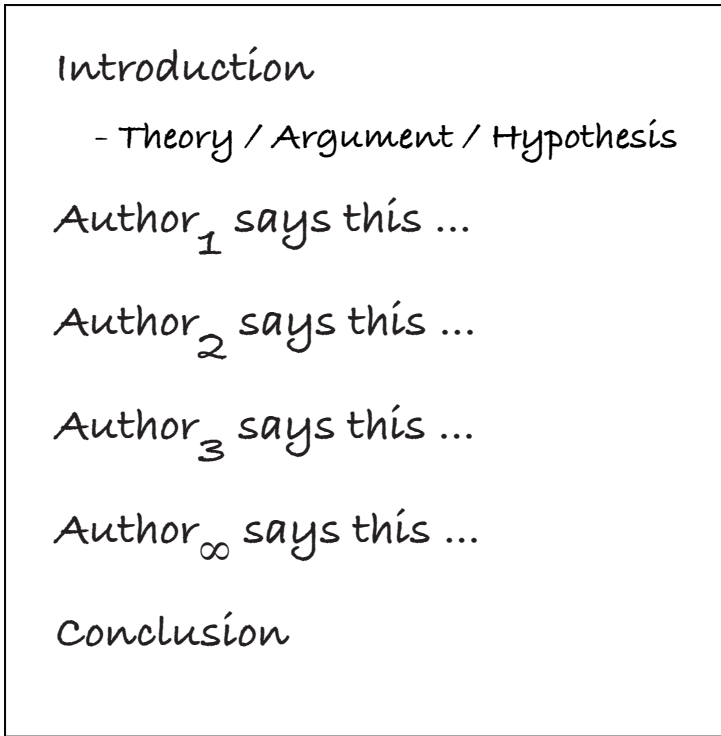 Introduction
- Theory / Argument / Hypothesis
Author₁ says this ...
Author₂ says this ...
Author₃ says this ...
Author∞ says this ...
Conclusion